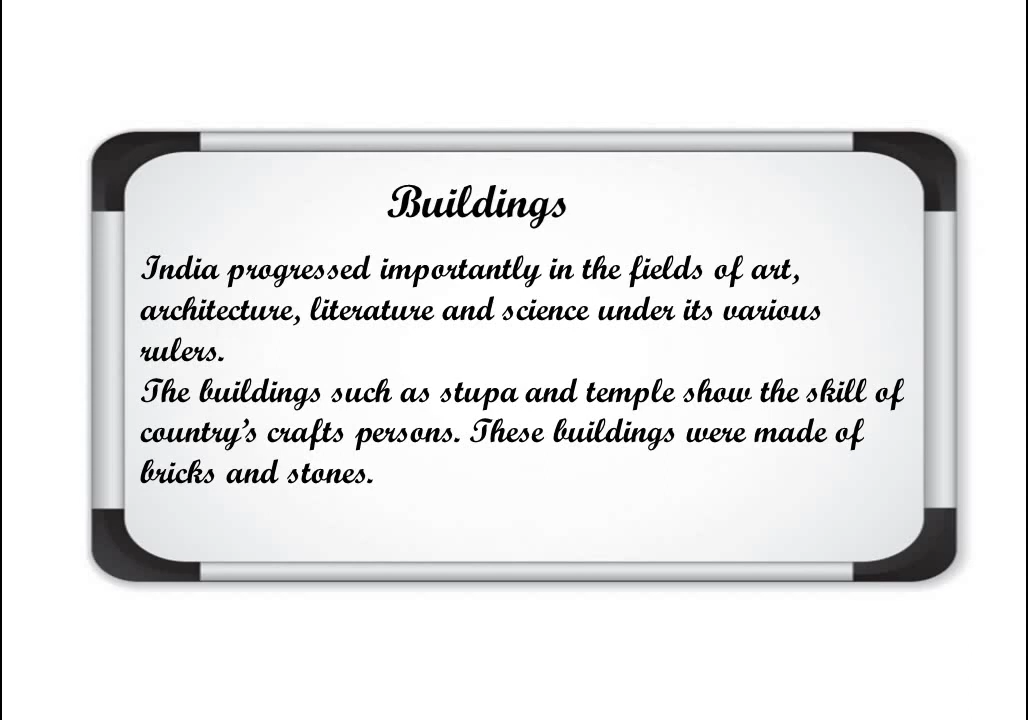 Buildings
India progressed importantly in the fields of art,
architecture, literature and science under its various
rulers.
The buildings such as stupa and temple show the skill of
country's crafts persons. These buildings were made of
bricks and stones.